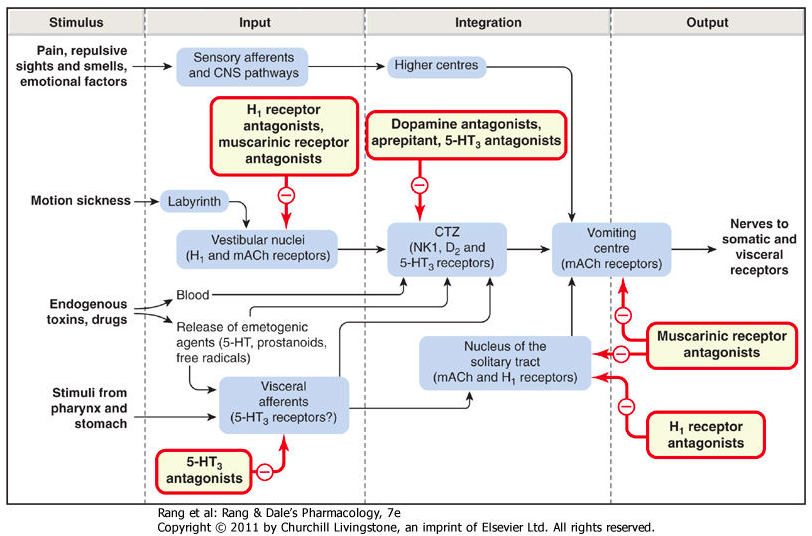 Stimulus
Input
Integration
Output
Pain, repulsive
sights and smells,
emotional factors
Sensory afferents
and CNS pathways
Higher centres
H₁ receptor
antagonists,
muscarinic receptor
antagonists
Dopamine antagonists,
aprepitant, 5-HT₃ antagonists
Motion sickness
Labyrinth
Vestibular nuclei
(H₁ and mACh receptors)
CTZ
(NK1, D₂ and
5-HT₃ receptors)
Vomiting
centre
(mACh receptors)
Nerves to
somatic and
visceral
receptors
Endogenous
toxins, drugs
Blood
Release of emetogenic
agents (5-HT, prostanoids,
free radicals)
Nucleus of the
solitary tract
(mACh and H₁ receptors)
Muscarinic receptor
antagonists
Stimuli from
pharynx and
stomach
Visceral
afferents
(5-HT₃ receptors?)
H₁ receptor
antagonists
5-HT₃
antagonists
Rang et al: Rang & Dale's Pharmacology, 7e
Copyright © 2011 by Churchill Livingstone, an imprint of Elsevier Ltd. All rights reserved.